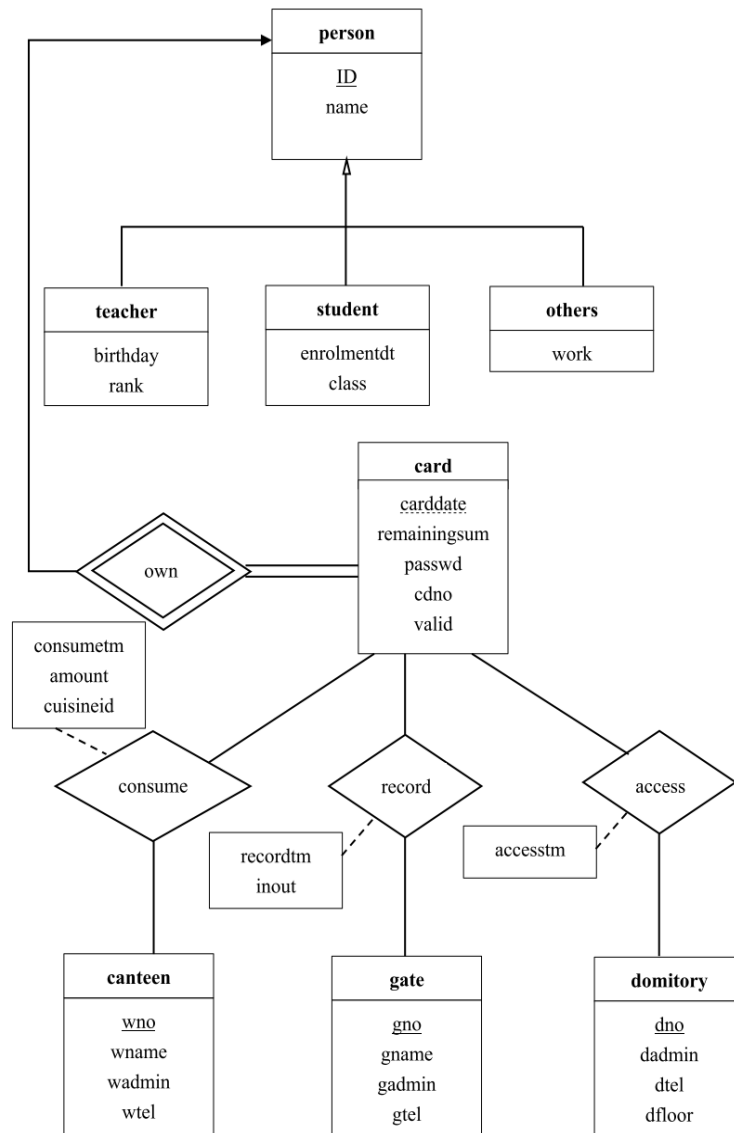 person
ID
name
teacher
birthday
rank
student
enrolmentdt
class
others
work
card
carddate
remainingsum
passwd
cdno
valid
own
consumetm
amount
cuisineid
consume
record
access
recordtm
inout
accesstm
canteen
wno
wname
wadmin
wtel
gate
gno
gname
gadmin
gtel
domitory
dno
dadmin
dtel
dfloor